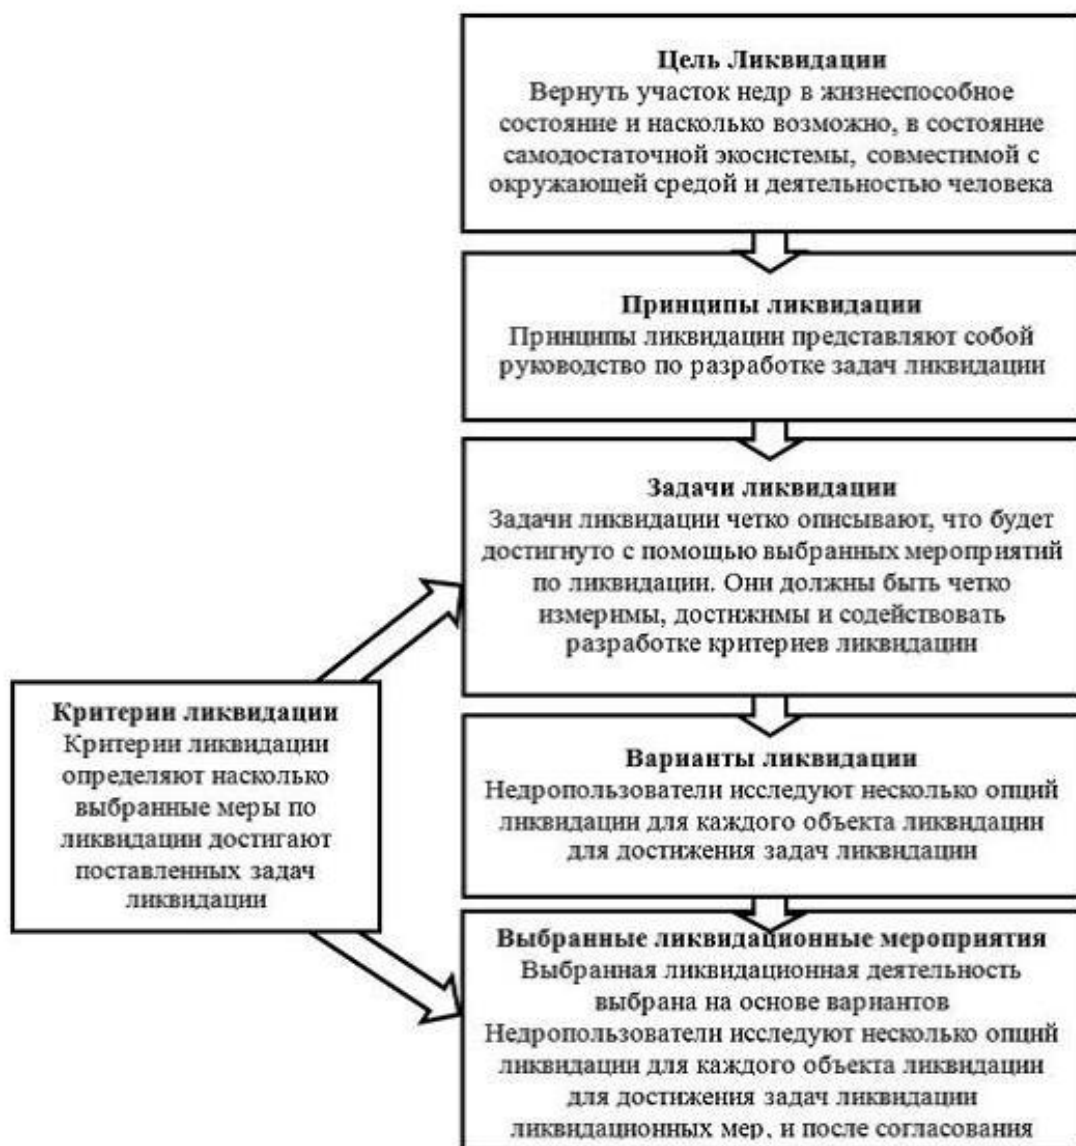 Цель Ликвидации
Вернуть участок недр в жизнеспособное
состояние и насколько возможно, в состояние
самодостаточной экосистемы, совместимой с
окружающей средой и деятельностью человека
Принципы ликвидации
Принципы ликвидации представляют собой
руководство по разработке задач ликвидации
Задачи ликвидации
Задачи ликвидации четко описывают, что будет
достигнуто с помощью выбранных мероприятий
по ликвидации. Они должны быть четко
измеримы, достижимы и содействовать
разработке критериев ликвидации
Критерии ликвидации
Критерии ликвидации
определяют насколько
выбранные меры по
ликвидации достигают
поставленных задач
ликвидации
Варианты ликвидации
Недропользователи исследуют несколько опций
ликвидации для каждого объекта ликвидации
для достижения задач ликвидации
Выбранные ликвидационные мероприятия
Выбранная ликвидационная деятельность
выбрана на основе вариантов
Недропользователи исследуют несколько опций
ликвидации для каждого объекта ликвидации
для достижения задач ликвидации
ликвидационных мер, и после согласования